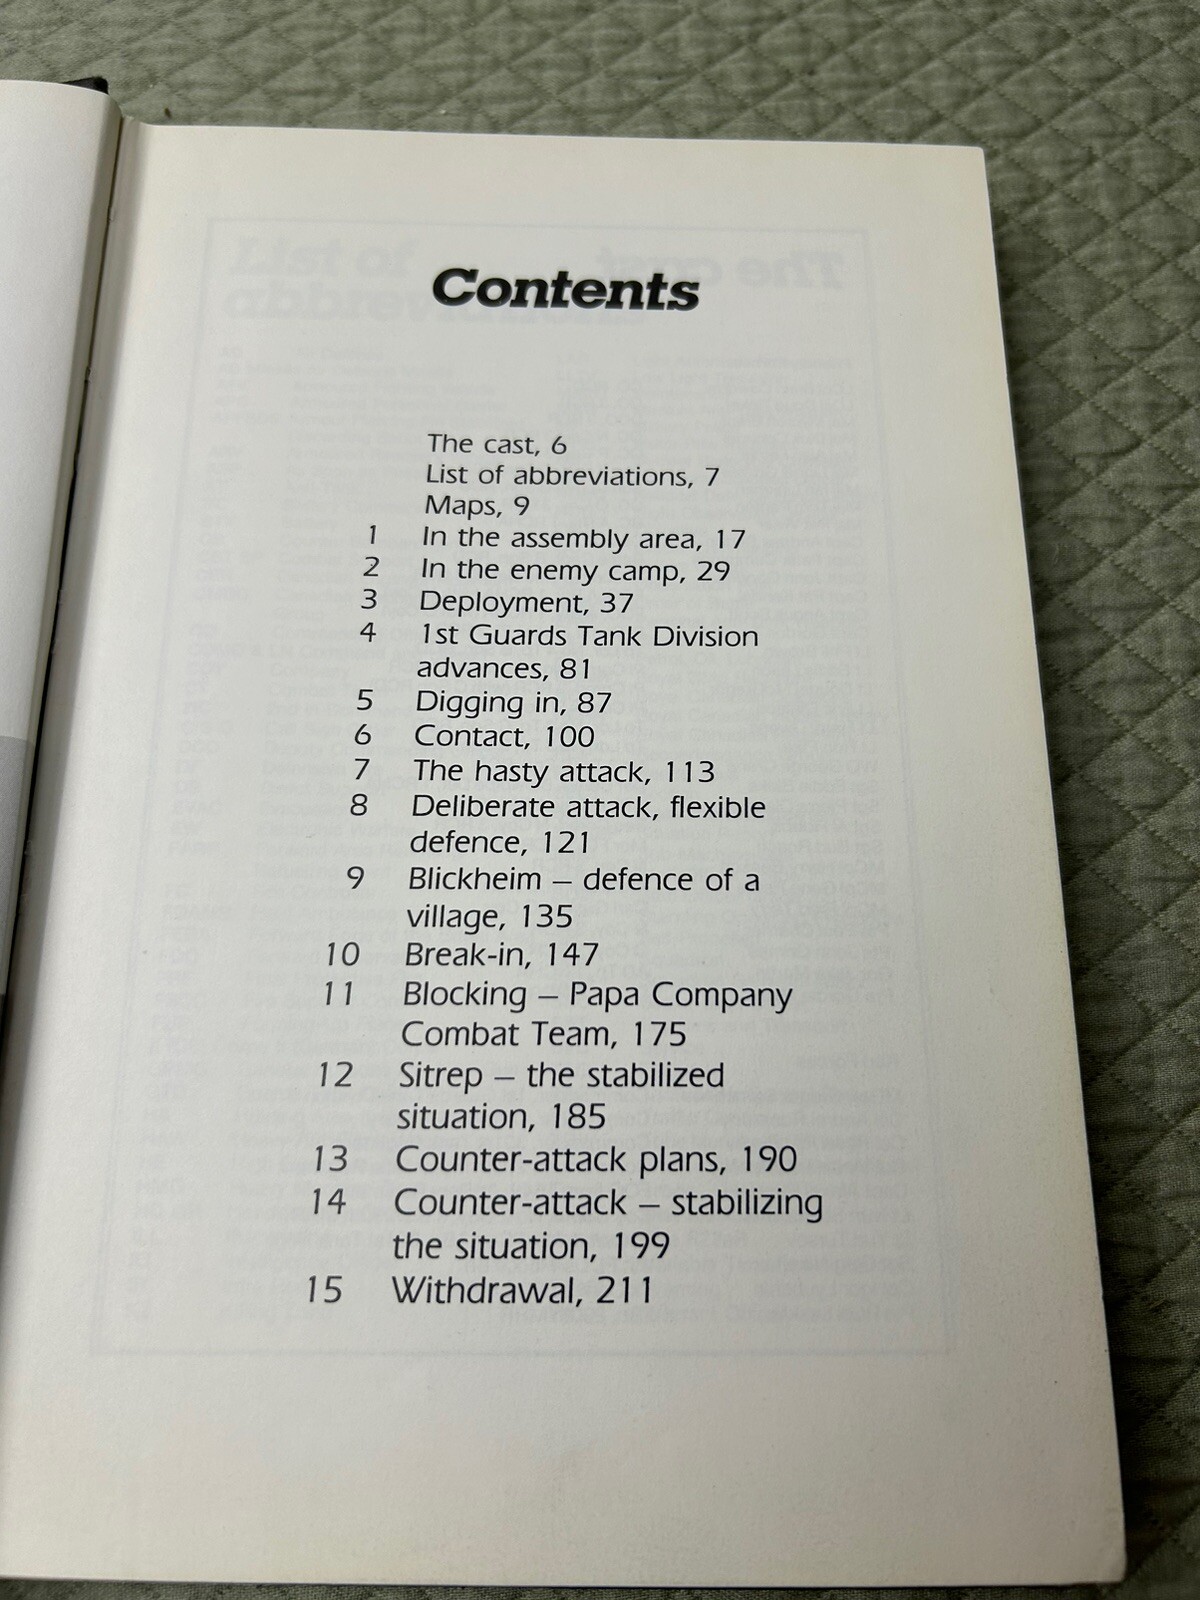 Contents
The cast, 6
List of abbreviations, 7
Maps, 9
1 In the assembly area, 17
2 In the enemy camp, 29
3 Deployment, 37
4 1st Guards Tank Division
advances, 81
5 Digging in, 87
6 Contact, 100
7 The hasty attack, 113
8 Deliberate attack, flexible
defence, 121
9 Blickheim – defence of a
village, 135
10 Break-in, 147
11 Blocking – Papa Company
Combat Team, 175
12 Sitrep – the stabilized
situation, 185
13 Counter-attack plans, 190
14 Counter-attack – stabilizing
the situation, 199
15 Withdrawal, 211